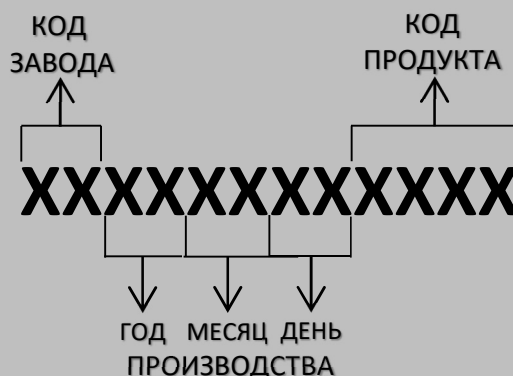 КОД
ЗАВОДА
КОД
ПРОДУКТА
XXXXXXXXXXXX
ГОД МЕСЯЦ ДЕНЬ
ПРОИЗВОДСТВА